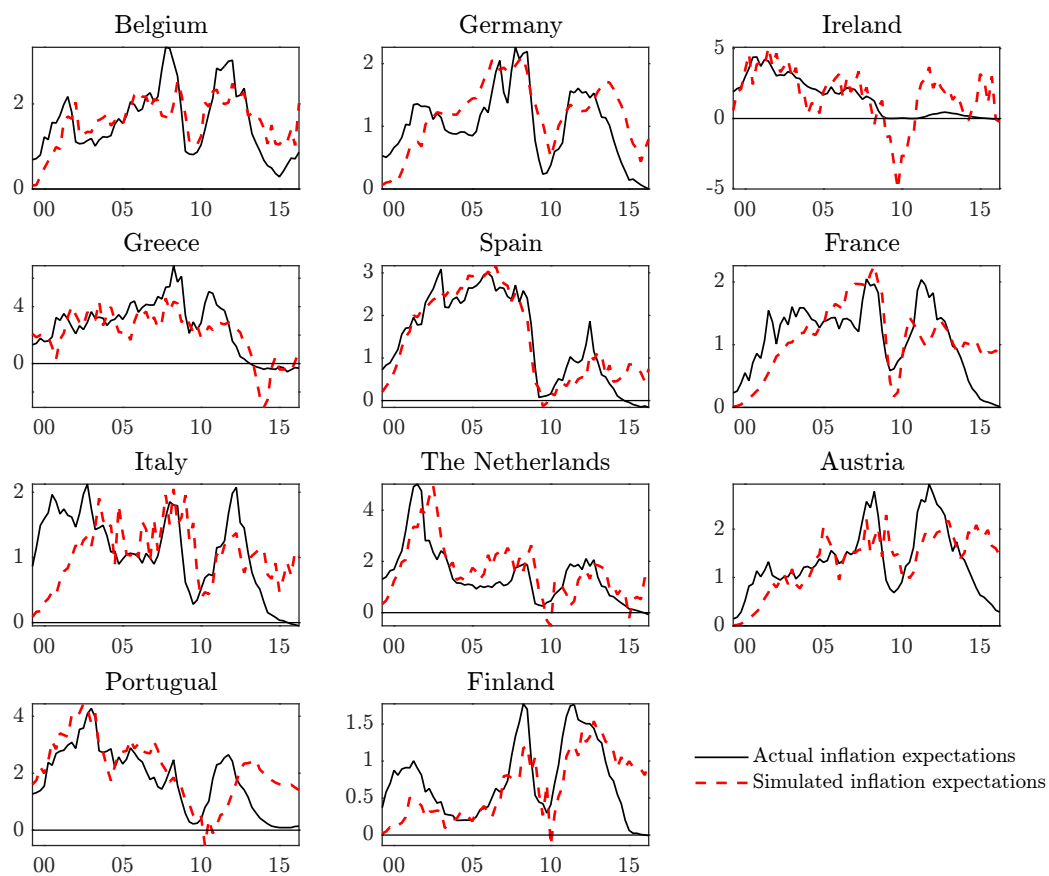 Belgium
Germany
Ireland
2
0
00 05 10 15
2
1
0
00 05 10 15
5
0
-5
00 05 10 15
Greece
Spain
France
4
0
00 05 10 15
3
2
1
0
00 05 10 15
2
1
0
00 05 10 15
Italy
The Netherlands
Austria
2
1
0
00 05 10 15
4
2
0
00 05 10 15
2
1
0
00 05 10 15
Portugual
Finland
4
2
0
00 05 10 15
1.5
1
0.5
0
00 05 10 15
Actual inflation expectations
Simulated inflation expectations